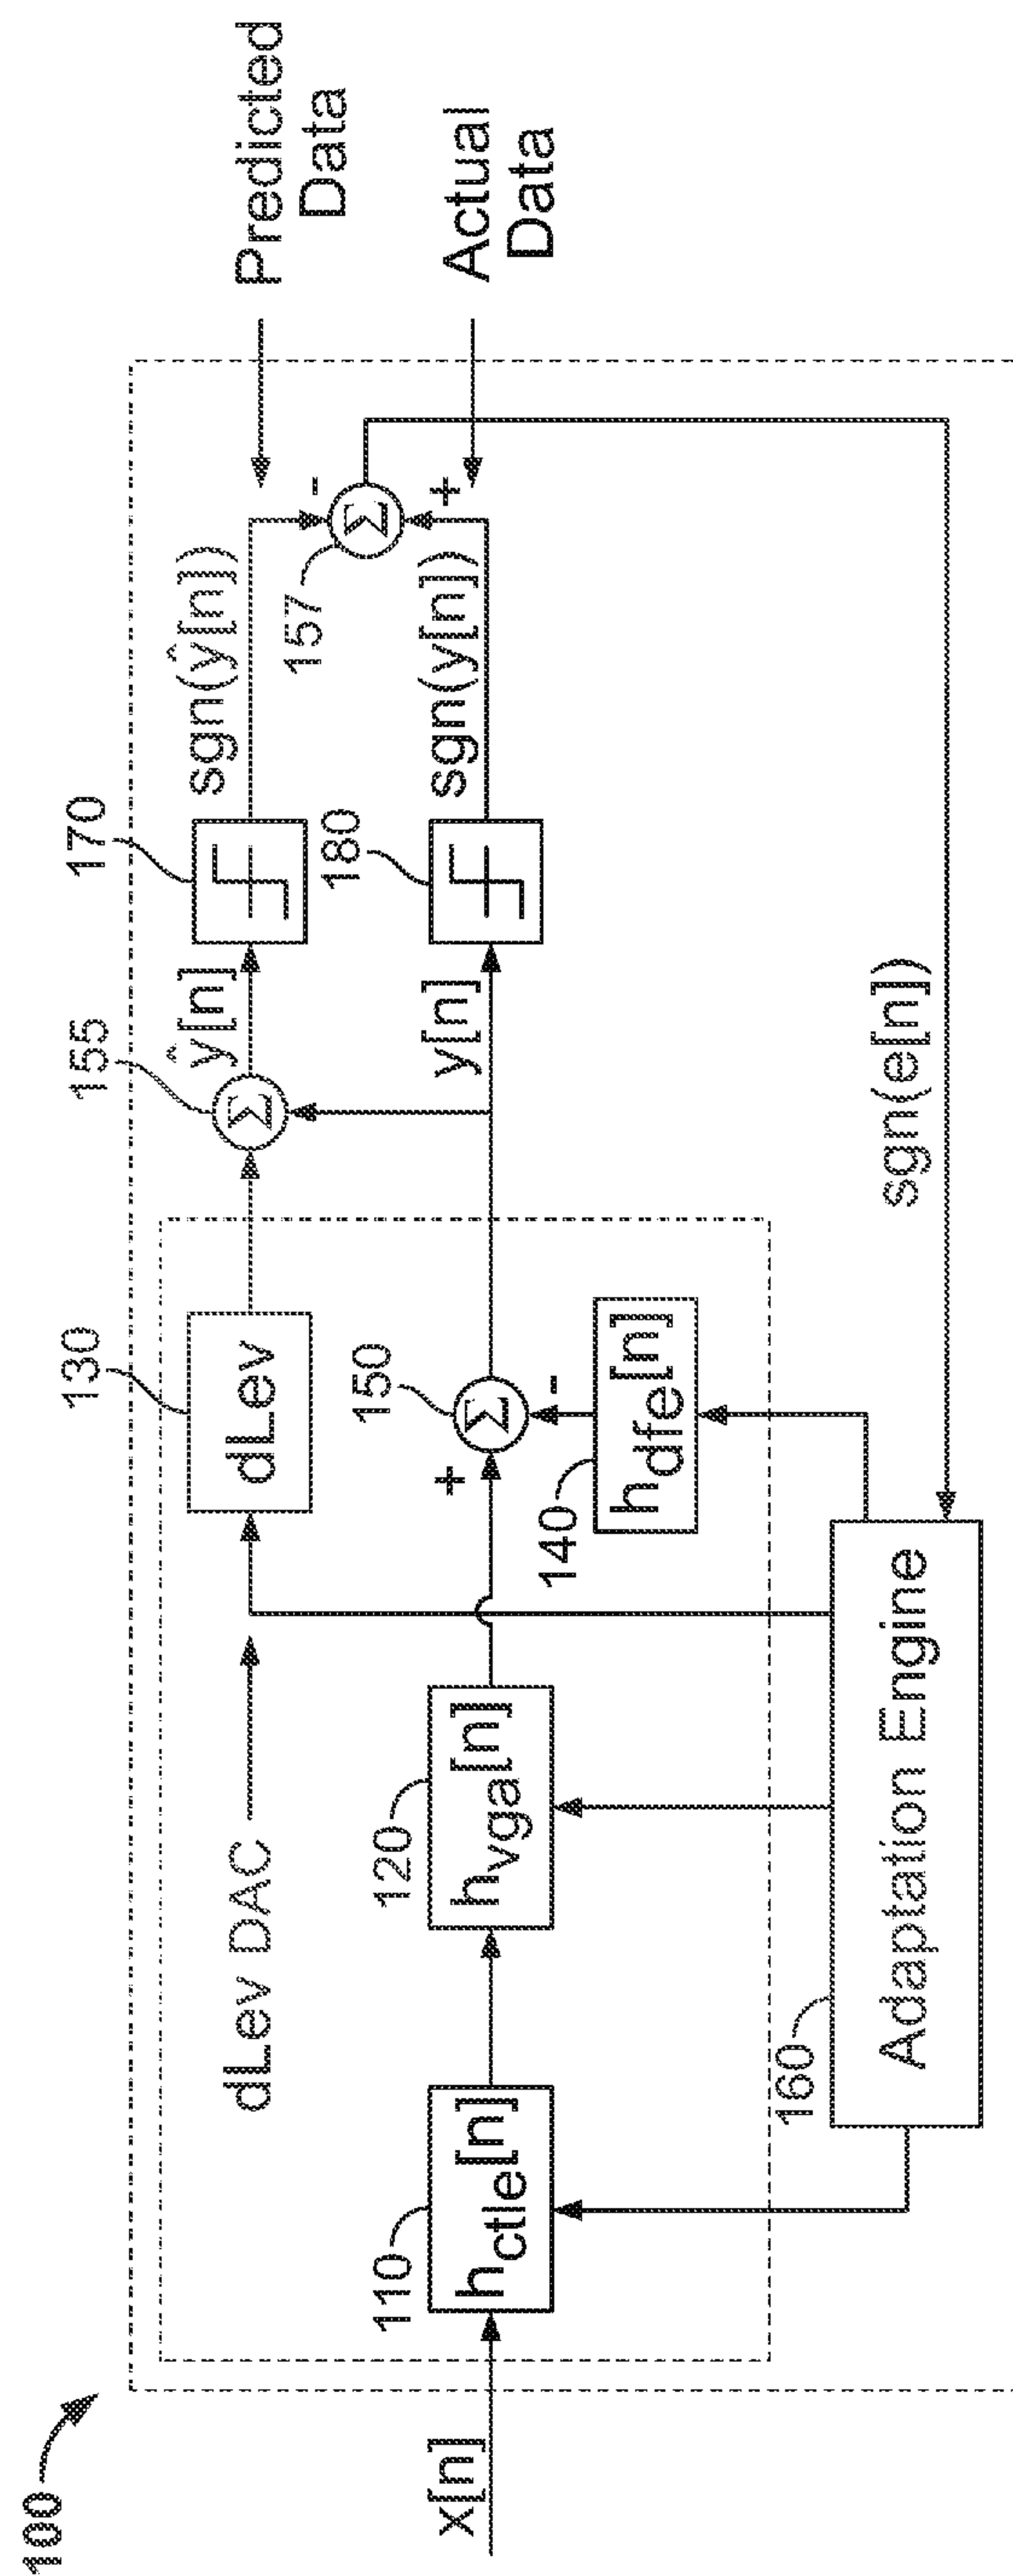 100
x[n]
110
h_ctle[n]
120
h_vga[n]
dLev DAC
130
dLev
140
h_dfe[n]
150
+
-
155
ŷ[n]
y[n]
Σ
Σ
170
180
sgn(ŷ[n])
sgn(y[n])
157
Σ
-
+
Predicted
Data
Actual
Data
sgn(e[n])
160
Adaptation Engine